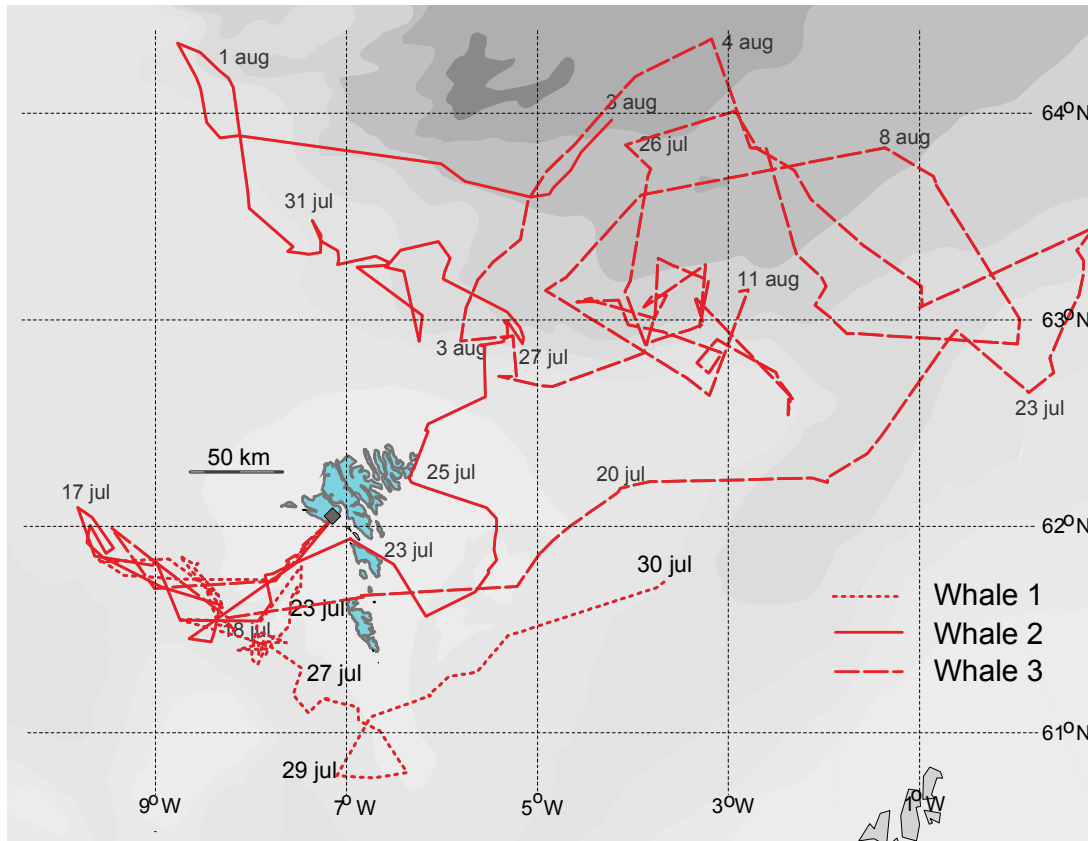 1 aug
4 aug
3 aug
64°N
26 jul
8 aug
31 jul
11 aug
63°N
3 aug
27 jul
23 jul
50 km
25 jul
20 jul
17 jul
62°N
23 jul
30 jul
23 jul
18 jul
Whale 1
Whale 2
27 jul
Whale 3
61°N
29 jul
9°W
7°W
5°W
3°W
1°W